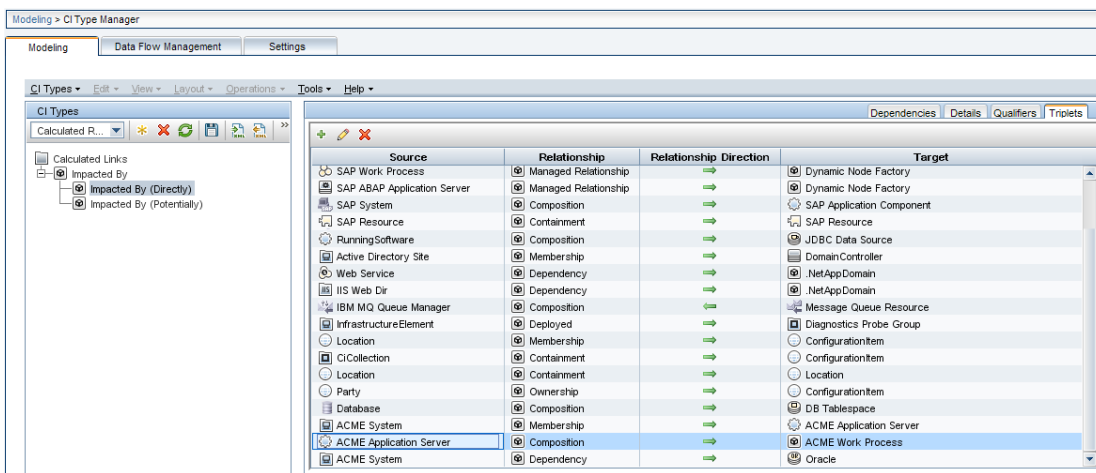 Modeling > CI Type Manager
Modeling Data Flow Management Settings
CI Types Edit View Layout Operations Tools Help
CI Types
Dependencies Details Qualifiers Triplets
Calculated R... »
Calculated Links
Impacted By
Impacted By (Directly)
Impacted By (Potentially)
Source Relationship Relationship Direction Target
SAP Work Process Managed Relationship Dynamic Node Factory
SAP ABAP Application Server Managed Relationship Dynamic Node Factory
SAP System Composition SAP Application Component
SAP Resource Containment SAP Resource
RunningSoftware Composition JDBC Data Source
Active Directory Site Membership DomainController
Web Service Dependency .NetAppDomain
IIS Web Dir Dependency .NetAppDomain
IBM MQ Queue Manager Composition Message Queue Resource
InfrastructureElement Deployed Diagnostics Probe Group
Location Membership ConfigurationItem
CiCollection Containment ConfigurationItem
Location Containment Location
Party Ownership ConfigurationItem
Database Composition DB Tablespace
ACME System Membership ACME Application Server
ACME Application Server Composition ACME Work Process
ACME System Dependency Oracle